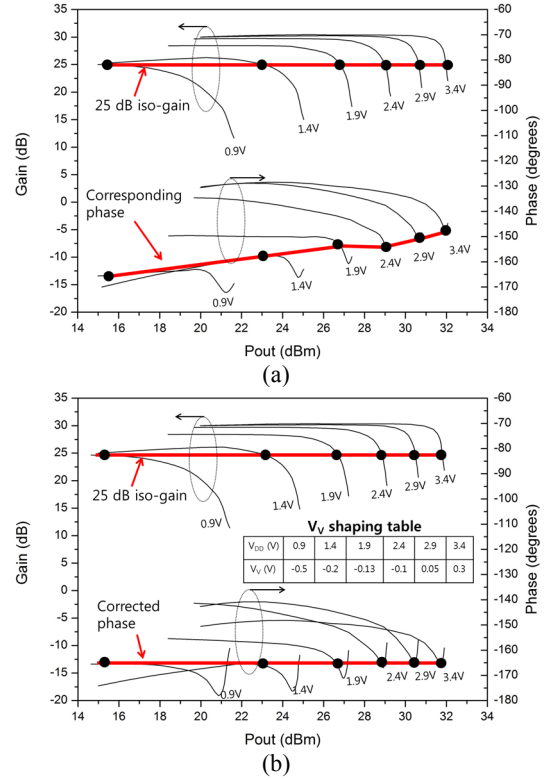 35
30
25
20
15
10
5
0
-5
-10
-15
-20
Gain (dB)
-60
-70
-80
-90
-100
-110
-120
-130
-140
-150
-160
-170
-180
Phase (degrees)
25 dB iso-gain
0.9V
1.4V
1.9V
2.4V
2.9V
3.4V
Corresponding
phase
0.9V
1.4V
1.9V
2.4V
2.9V
3.4V
14 16 18 20 22 24 26 28 30 32 34
Pout (dBm)
(a)
35
30
25
20
15
10
5
0
-5
-10
-15
-20
Gain (dB)
-60
-70
-80
-90
-100
-110
-120
-130
-140
-150
-160
-170
-180
Phase (degrees)
25 dB iso-gain
0.9V
1.4V
1.9V
2.4V
2.9V
3.4V
VV shaping table
VDD (V) 0.9 1.4 1.9 2.4 2.9 3.4
VV (V) -0.5 -0.2 -0.13 -0.1 0.05 0.3
Corrected
phase
0.9V
1.4V
1.9V
2.4V
2.9V
3.4V
14 16 18 20 22 24 26 28 30 32 34
Pout (dBm)
(b)